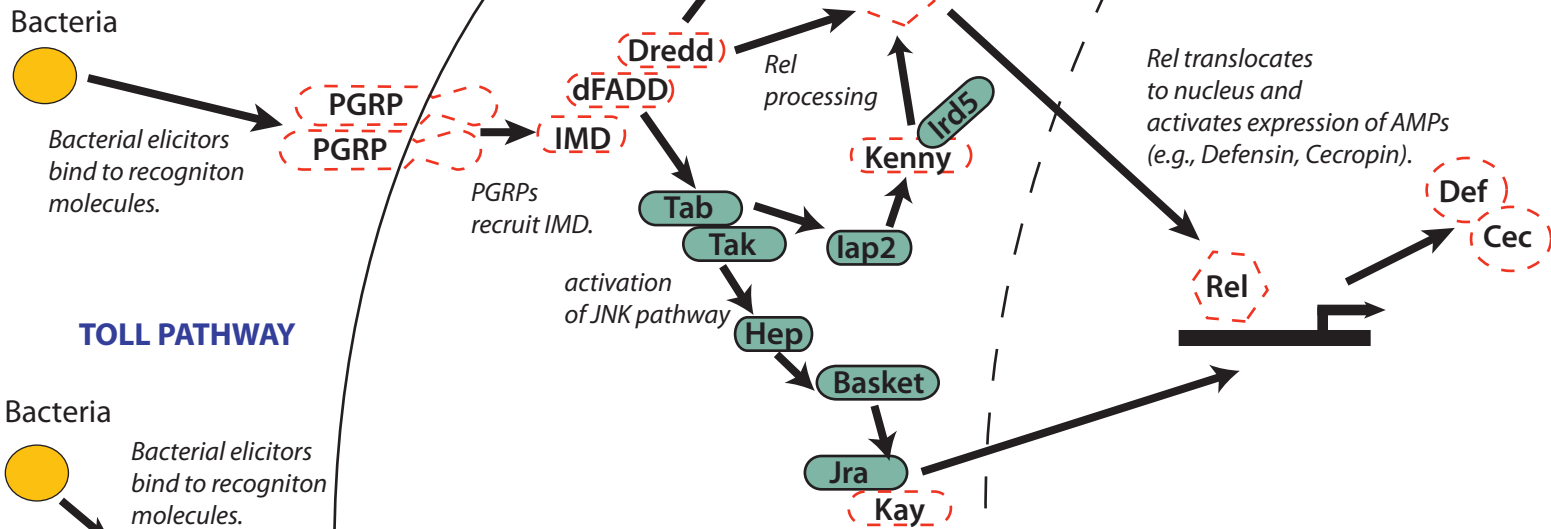 Bacteria
PGRP
PGRP
Bacterial elicitors
bind to recogniton
molecules.
Dredd
dFADD
IMD
PGRPs
recruit IMD.
Rel
processing
Ird5
Kenny
Tab
Tak
Iap2
activation
of JNK pathway
Hep
Basket
Jra
Kay
Rel translocates
to nucleus and
activates expression of AMPs
(e.g., Defensin, Cecropin).
Def
Cec
Rel
TOLL PATHWAY
Bacteria
Bacterial elicitors
bind to recogniton
molecules.